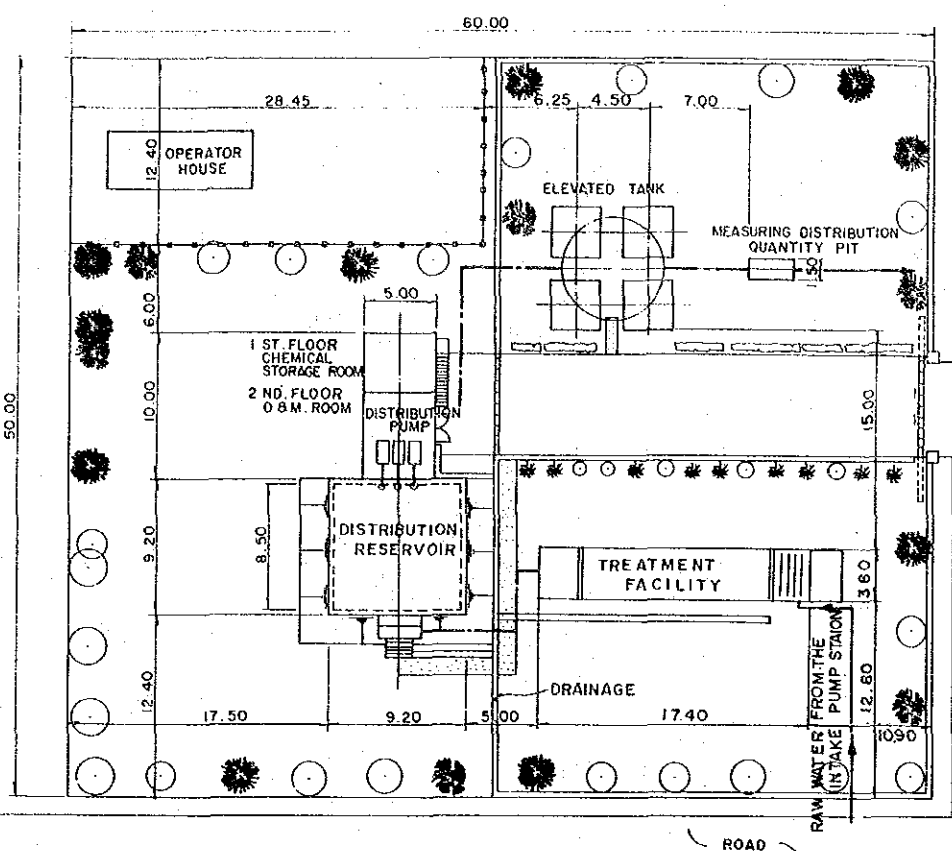 60.00
28.45
6.25
4.50
7.00
50.00
12.40
OPERATOR
HOUSE
ELEVATED TANK
MEASURING DISTRIBUTION
QUANTITY PIT
1.50
5.00
6.00
1 ST. FLOOR
CHEMICAL
STORAGE ROOM
2 ND. FLOOR
O & M. ROOM
DISTRIBUTION
PUMP
10.00
15.00
9.20
8.50
DISTRIBUTION
RESERVOIR
TREATMENT
FACILITY
3.60
12.40
DRAINAGE
17.50
9.20
5.00
17.40
12.80
10.90
RAW WATER FROM THE
INTAKE PUMP STAION
ROAD